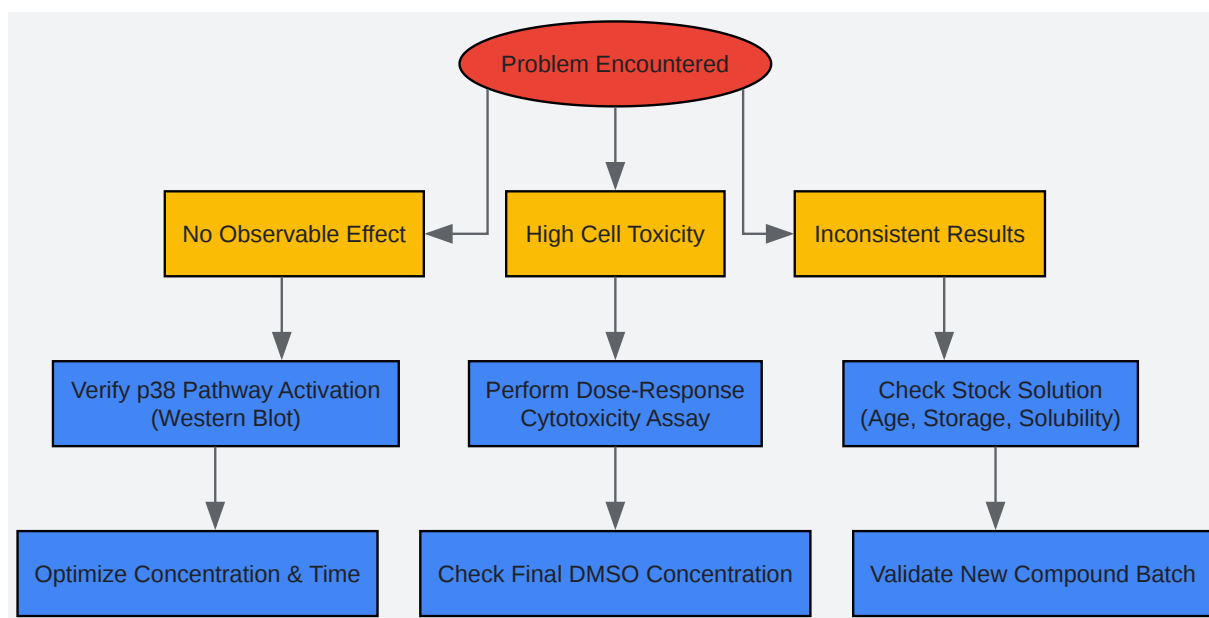 Problem Encountered
No Observable Effect
High Cell Toxicity
Inconsistent Results
Verify p38 Pathway Activation
(Western Blot)
Perform Dose-Response
Cytotoxicity Assay
Check Stock Solution
(Age, Storage, Solubility)
Optimize Concentration & Time
Check Final DMSO Concentration
Validate New Compound Batch